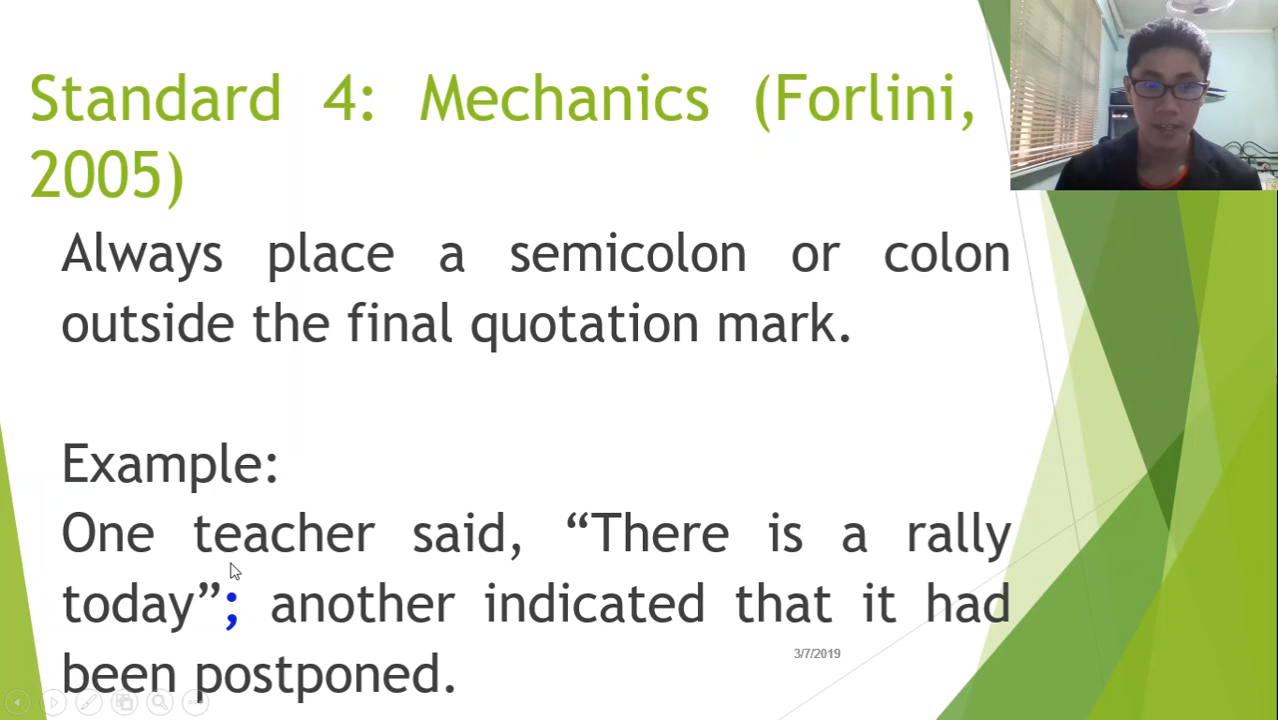 Standard 4: Mechanics (Forlini,
2005)
Always place a semicolon or colon
outside the final quotation mark.
Example:
One teacher said, “There is a rally
today”; another indicated that it had
been postponed.
3/7/2019